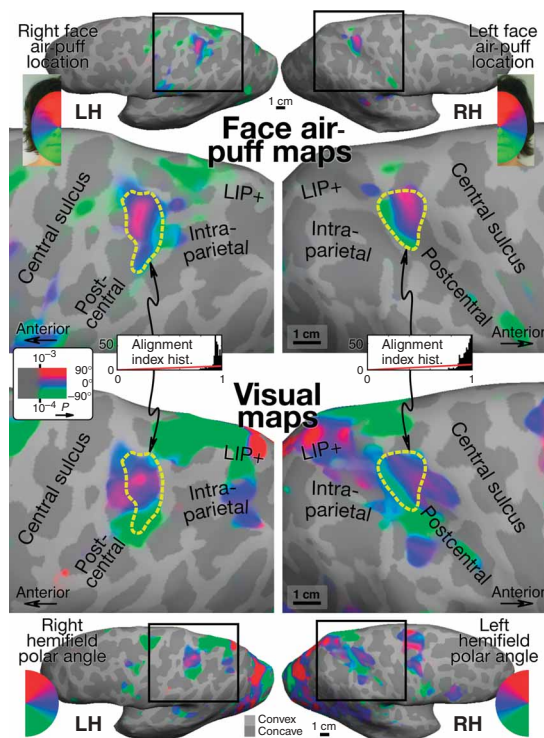 Right face
air-puff
location
Left face
air-puff
location
LH
1 cm
RH
Face air-
puff maps
Central sulcus
LIP+
Intra-
parietal
Post-
central
Anterior
LIP+
Intra-
parietal
Central sulcus
Postcentral
1 cm
Anterior
50
0
Alignment
index hist.
0
1
50
0
Alignment
index hist.
0
1
10-3
90°
0°
-90°
10-4
P
Visual
maps
Central sulcus
LIP+
Intra-
parietal
Post-
central
Anterior
LIP+
Intra-
parietal
Central sulcus
Postcentral
1 cm
Anterior
Right
hemifield
polar angle
Left
hemifield
polar angle
LH
Convex
Concave
1 cm
RH